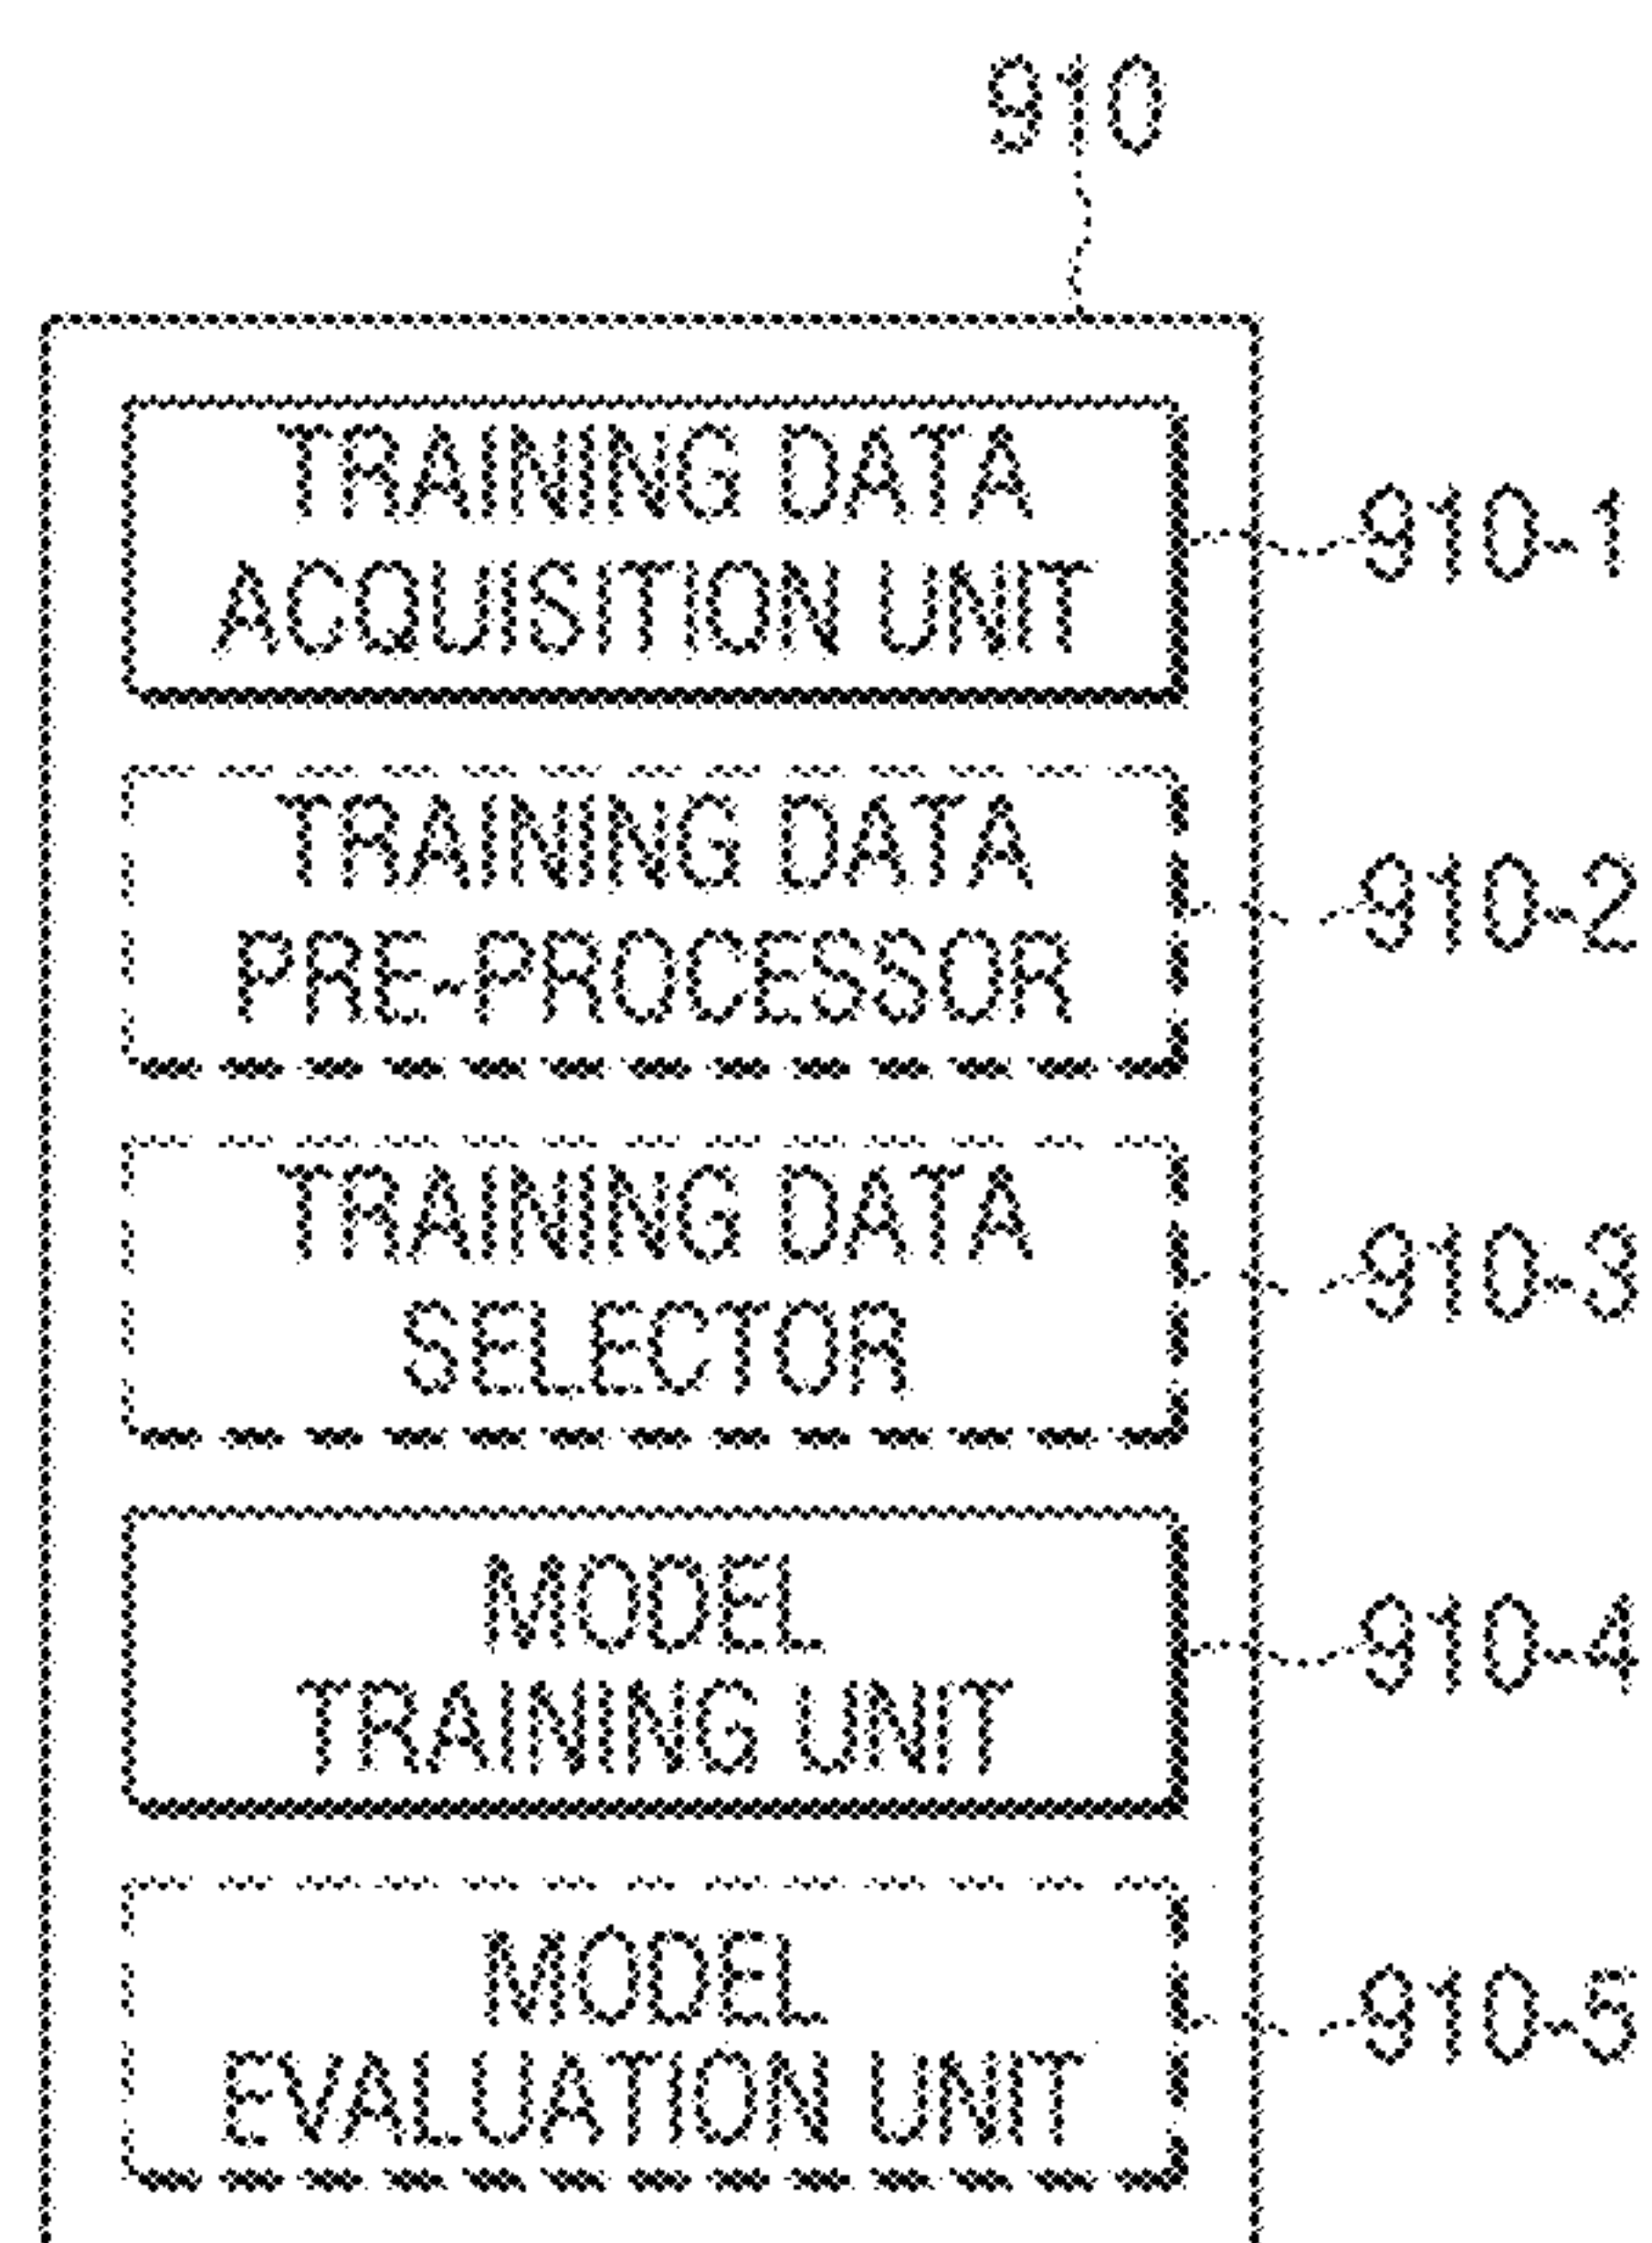 910
TRAINING DATA
ACQUISITION UNIT
910-1
TRAINING DATA
PRE-PROCESSOR
910-2
TRAINING DATA
SELECTOR
910-3
MODEL
TRAINING UNIT
910-4
MODEL
EVALUATION UNIT
910-5